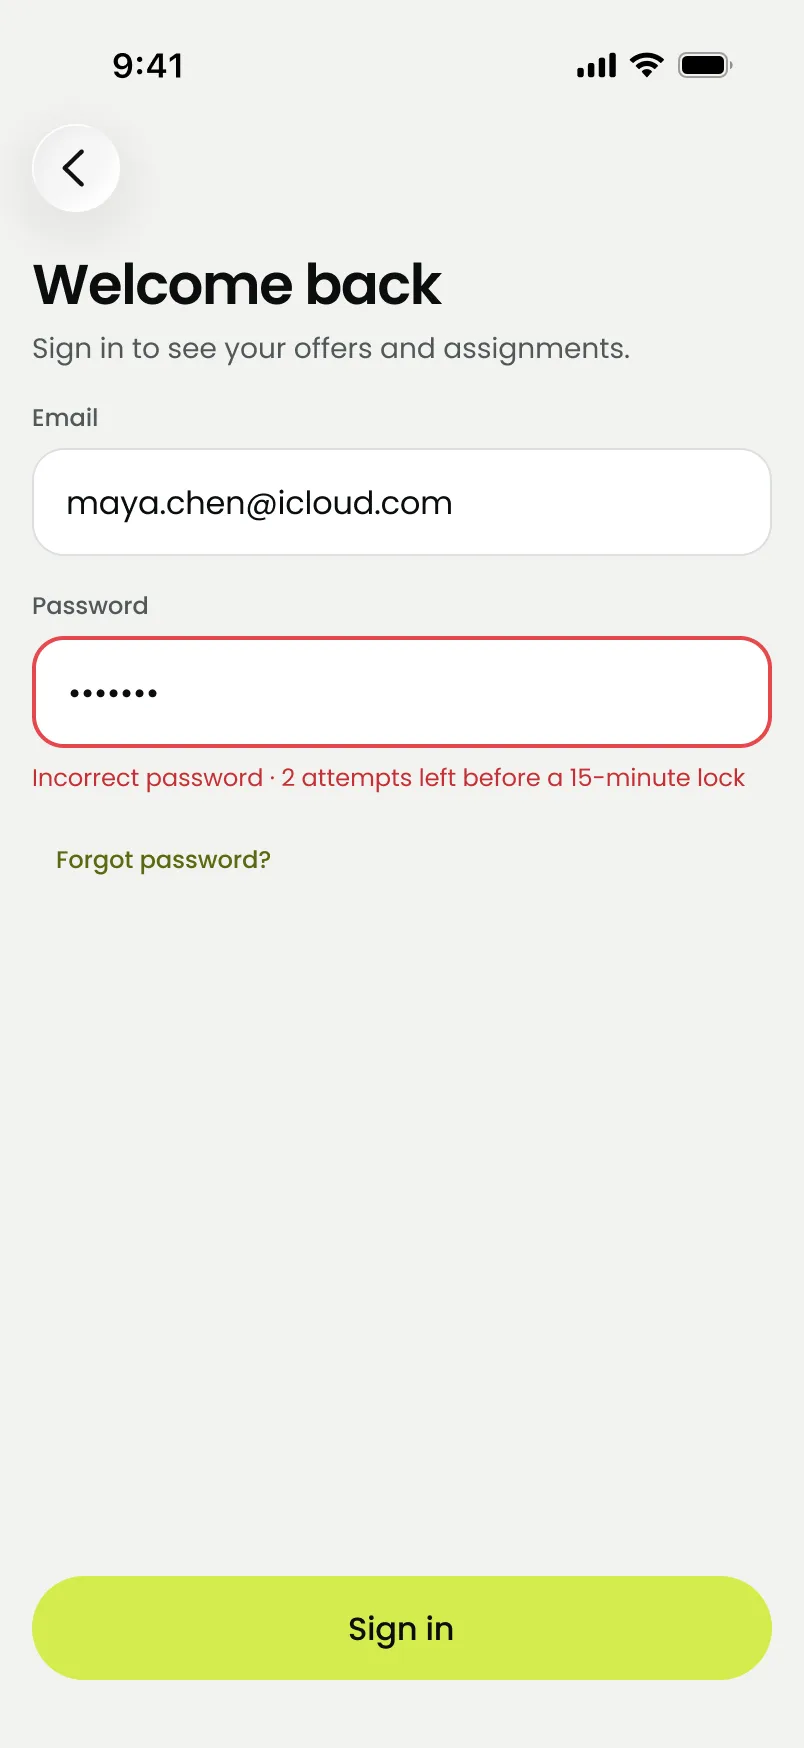 9:41
Welcome back
Sign in to see your offers and assignments.
Email
maya.chen@icloud.com
Password
•••••••
Incorrect password · 2 attempts left before a 15-minute lock
Forgot password?
Sign in